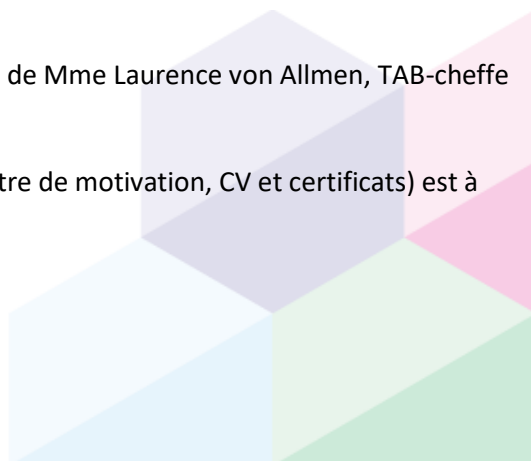 de Mme Laurence von Allmen, TAB-cheffe
tre de motivation, CV et certificats) est à